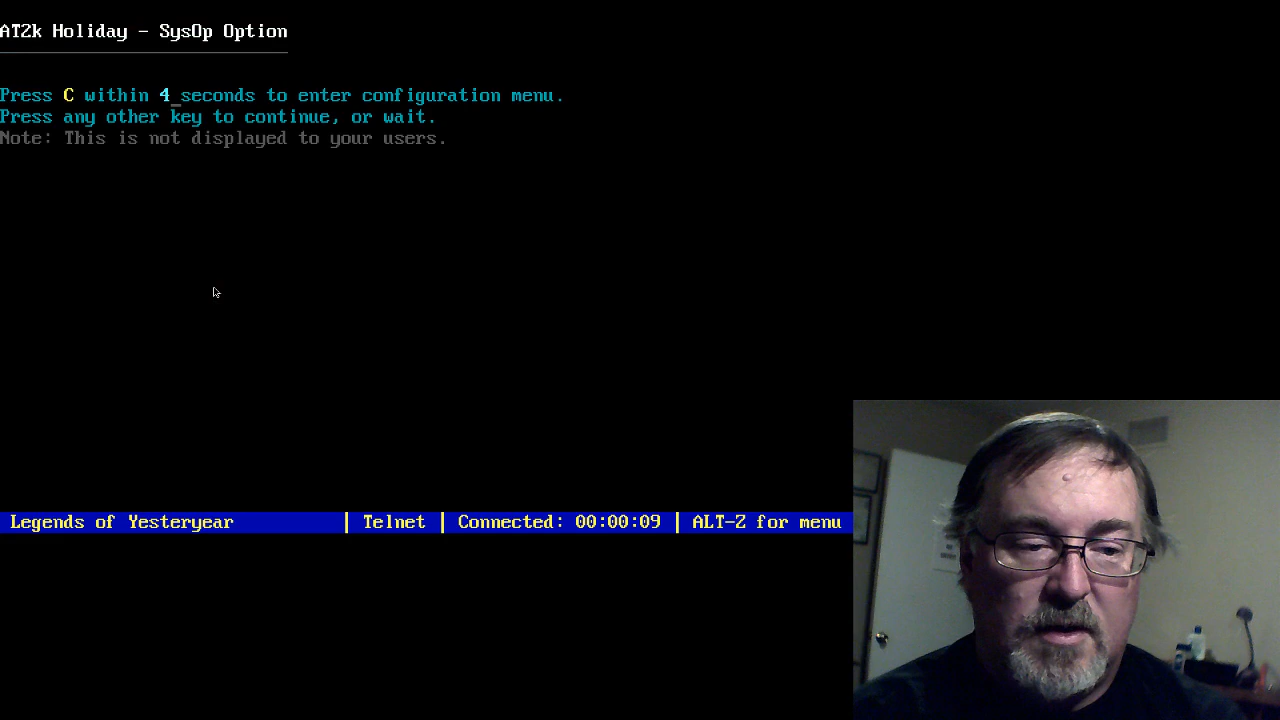 AT2k Holiday - SysOp Option
Press C within 4 seconds to enter configuration menu.
Press any other key to continue, or wait.
Note: This is not displayed to your users.
Legends of Yesteryear | Telnet | Connected: 00:00:09 | ALT-Z for menu